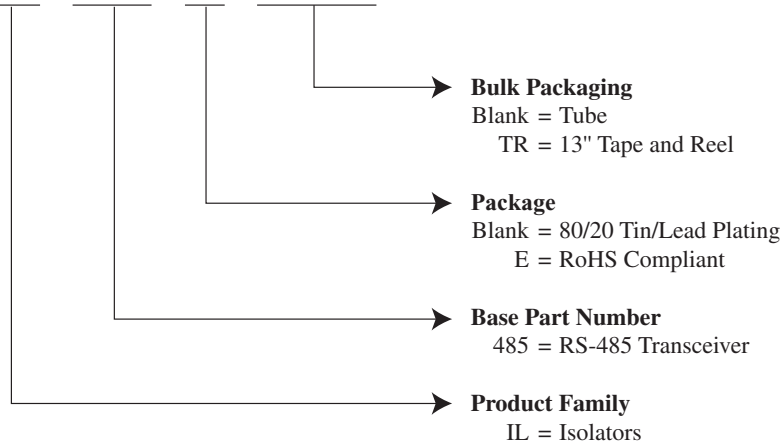 Bulk Packaging
Blank = Tube
TR = 13" Tape and Reel
Package
Blank = 80/20 Tin/Lead Plating
E = RoHS Compliant
Base Part Number
485 = RS-485 Transceiver
Product Family
IL = Isolators